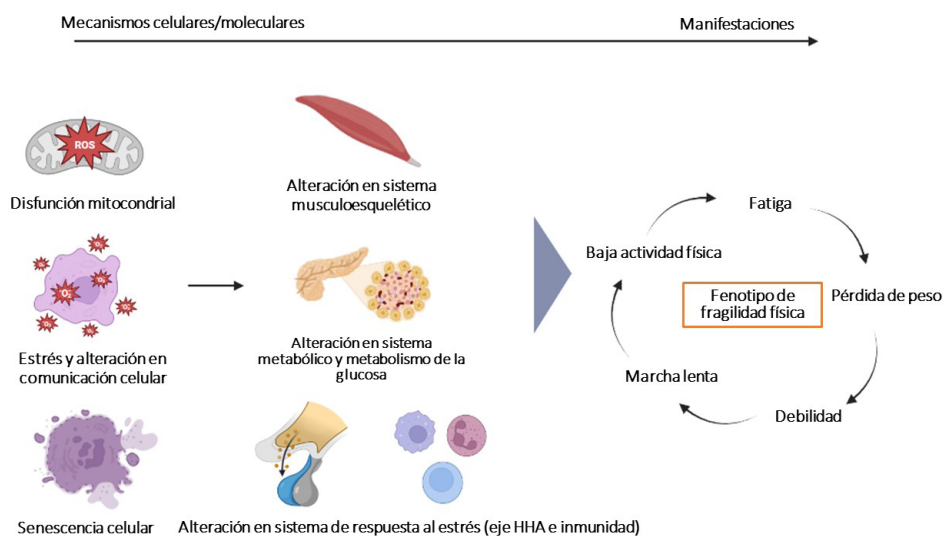 Mecanismos celulares/moleculares
Manifestaciones
ROS
Disfunción mitocondrial
Alteración en sistema
musculoesquelético
Estrés y alteración en
comunicación celular
Alteración en sistema
metabólico y metabolismo de la
glucosa
Senescencia celular
Alteración en sistema de respuesta al estrés (eje HHA e inmunidad)
Fatiga
Pérdida de peso
Debilidad
Marcha lenta
Baja actividad física
Fenotipo de
fragilidad física